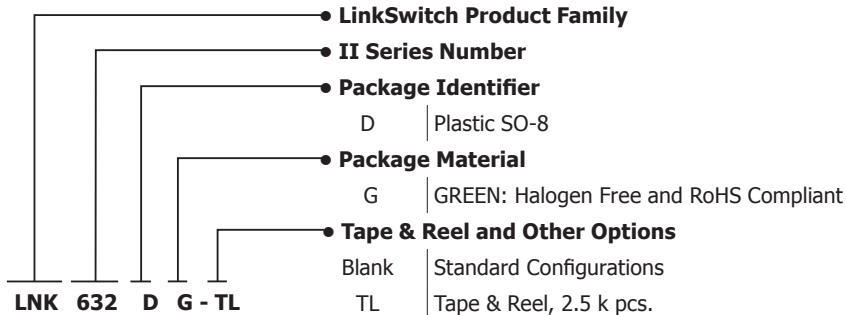 LinkSwitch Product Family
II Series Number
Package Identifier
D Plastic SO-8
Package Material
G GREEN: Halogen Free and RoHS Compliant
Tape & Reel and Other Options
Blank Standard Configurations
TL Tape & Reel, 2.5 k pcs.
LNK 632 D G - TL